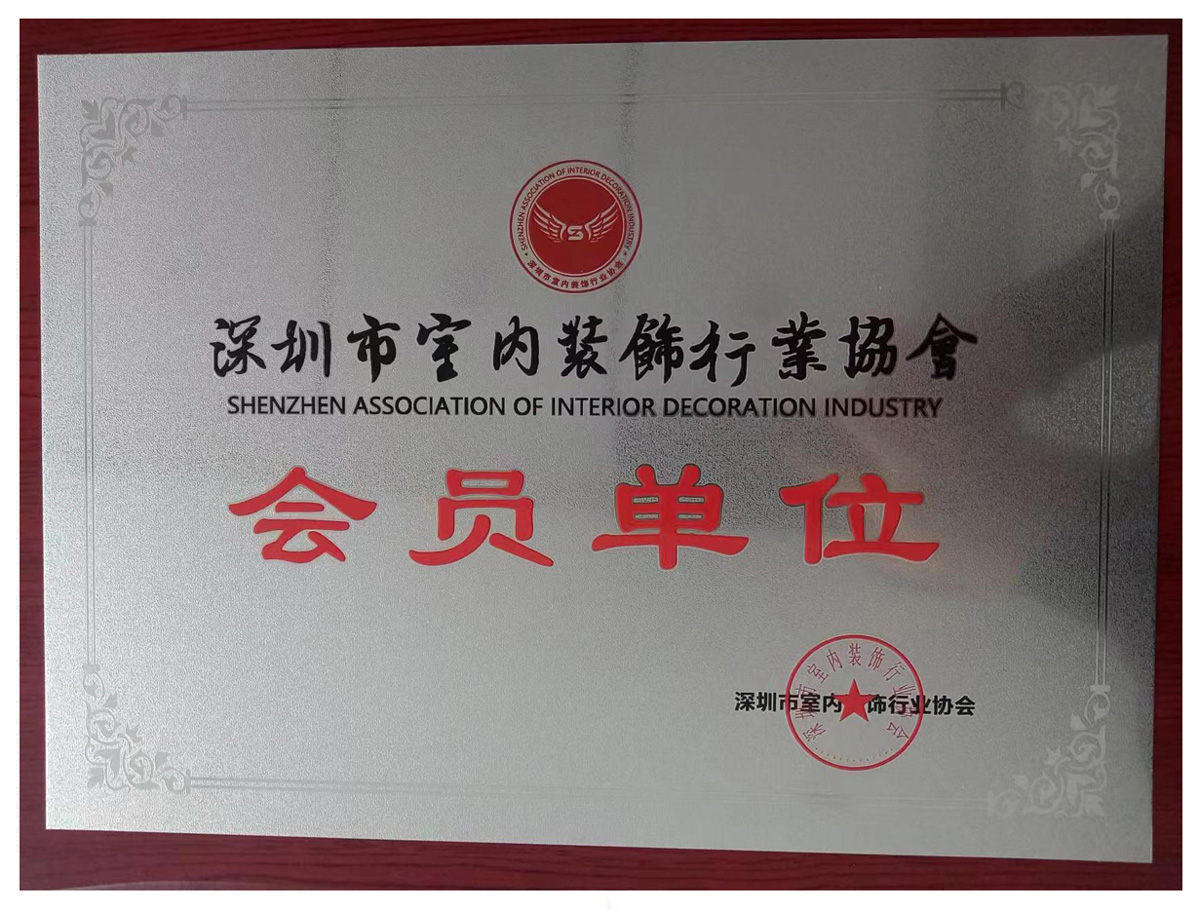 SHENZHEN ASSOCIATION OF INTERIOR DECORATION INDUSTRY
S
深圳市室内装饰行业协会
深圳市室内装飾行業協會
SHENZHEN ASSOCIATION OF INTERIOR DECORATION INDUSTRY
会员单位
深圳市室内装饰行业协会
深圳市室内 饰行业协会